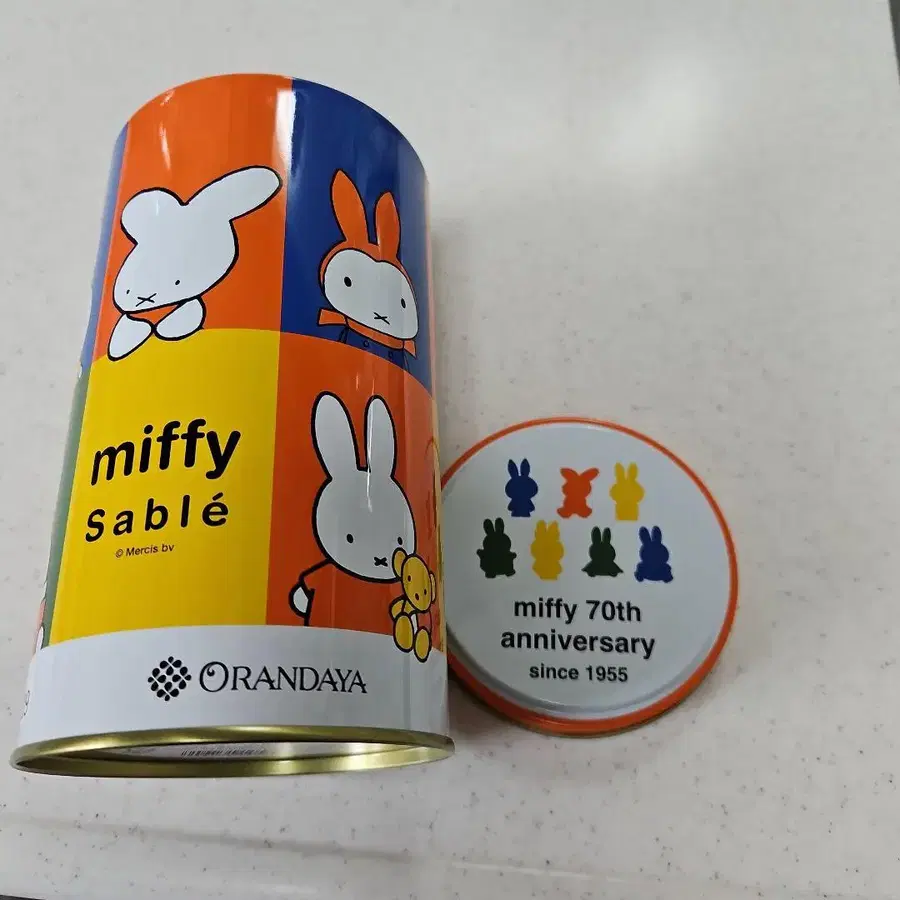 miffy
Sablé
© Mercis bv
ORANDAYA
miffy 70th
anniversary
since 1955